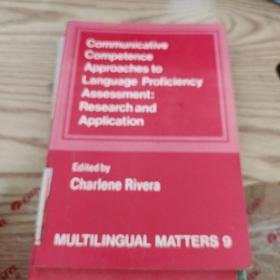 Communicative
Competence
Approaches to
Language Proficiency
Assessment:
Research and
Application
Edited by
Charlene Rivera
MULTILINGUAL MATTERS 9